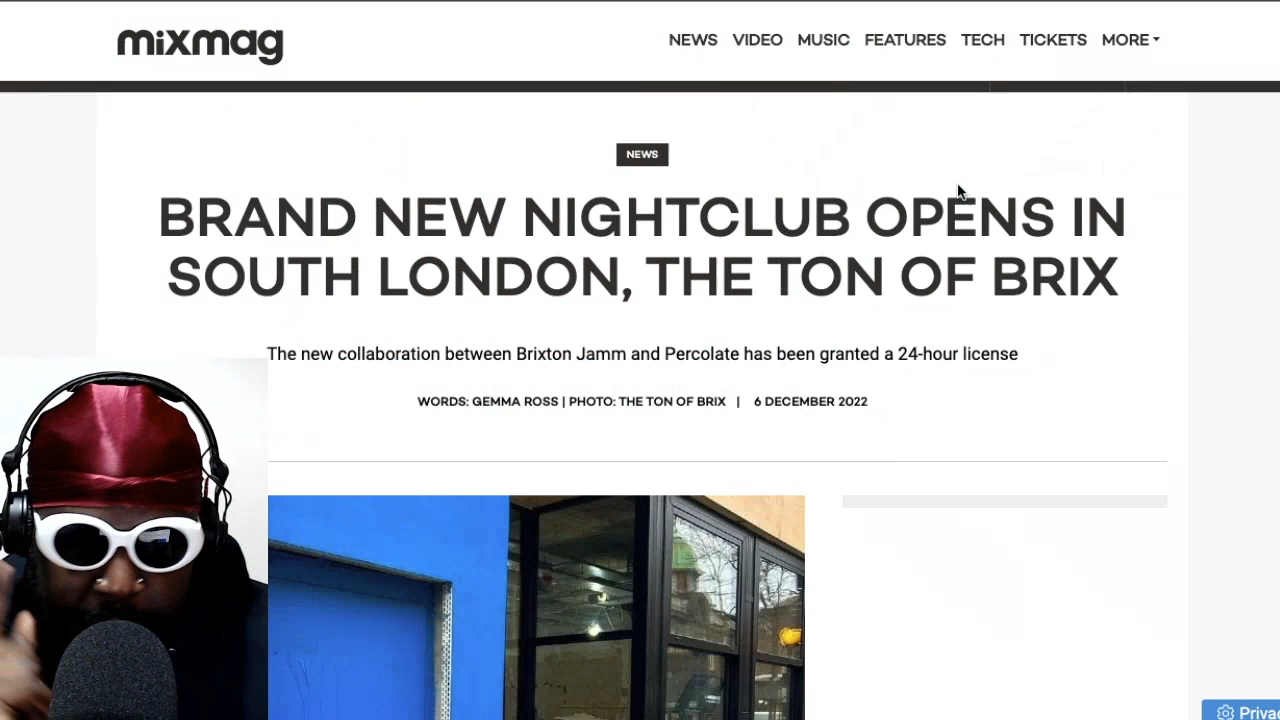 mixmag
NEWS VIDEO MUSIC FEATURES TECH TICKETS MORE
NEWS
BRAND NEW NIGHTCLUB OPENS IN
SOUTH LONDON, THE TON OF BRIX
The new collaboration between Brixton Jamm and Percolate has been granted a 24-hour license
WORDS: GEMMA ROSS | PHOTO: THE TON OF BRIX | 6 DECEMBER 2022